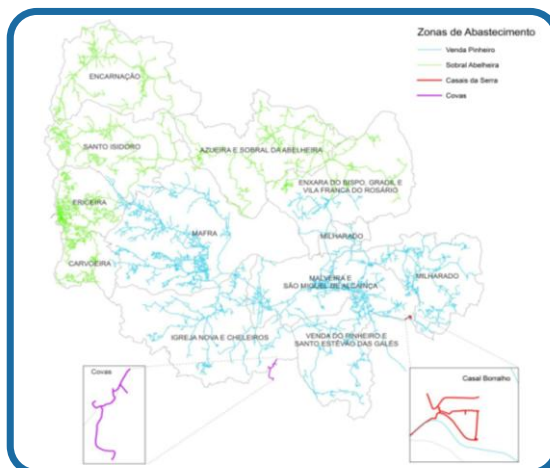 Zonas de Abastecimento
Venda Pinheiro
Sobral Abelheira
Casais da Serra
Covas
ENCARNAÇÃO
SANTO ISIDORO
AZUEIRA E SOBRAL DA ABELHEIRA
ENXARA DO BISPO, GRADIL E
VILA FRANCA DO ROSÁRIO
ERICEIRA
MAFRA
MILHARADO
CARVOEIRA
MALVEIRA E
SÃO MIGUEL DE ALCAINÇA
MILHARADO
IGREJA NOVA E CHELEIROS
VENDA DO PINHEIRO E
SANTO ESTÊVÃO DAS GALÉS
Covas
Casal Borralho